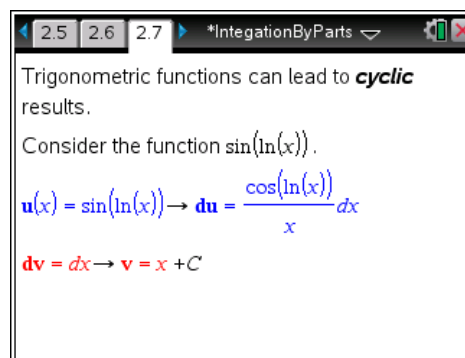 2.5 2.6 2.7 *IntegationByParts
Trigonometric functions can lead to cyclic
results.
Consider the function sin(ln(x)).
u(x) = sin(ln(x))→ du = cos(ln(x))/x dx
dv = dx→ v = x +C